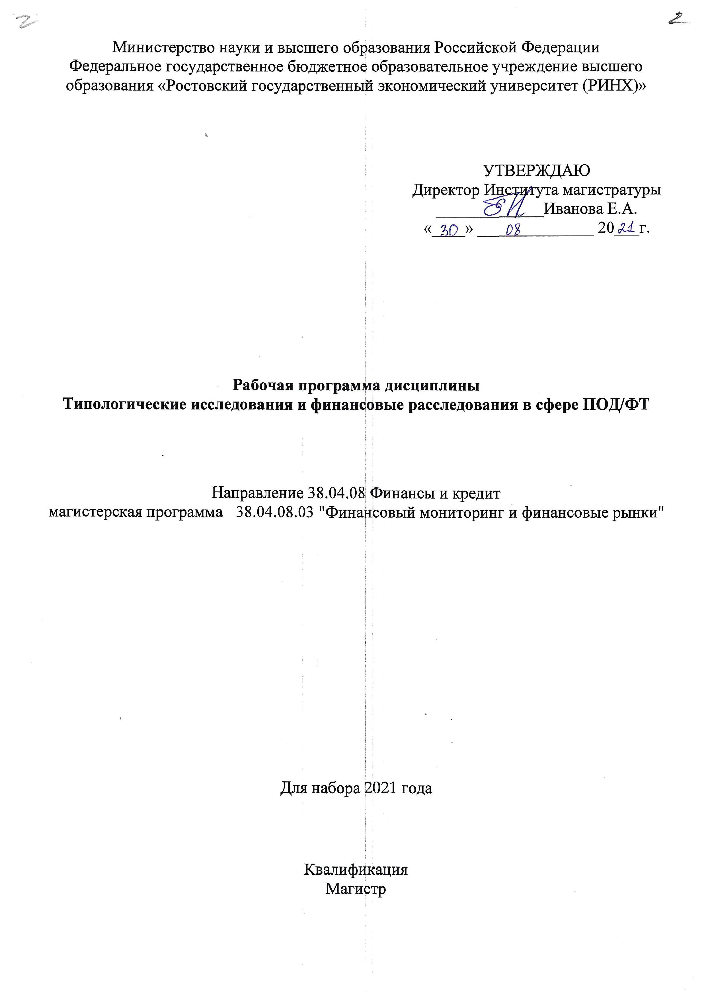 2 2
Министерство науки и высшего образования Российской Федерации
Федеральное государственное бюджетное образовательное учреждение высшего
образования «Ростовский государственный экономический университет (РИНХ)»
УТВЕРЖДАЮ
Директор Института магистратуры
Иванова Е.А.
«30» 08 2021г.
Рабочая программа дисциплины
Типологические исследования и финансовые расследования в сфере ПОД/ФТ
Направление 38.04.08 Финансы и кредит
магистерская программа 38.04.08.03 "Финансовый мониторинг и финансовые рынки"
Для набора 2021 года
Квалификация
Магистр